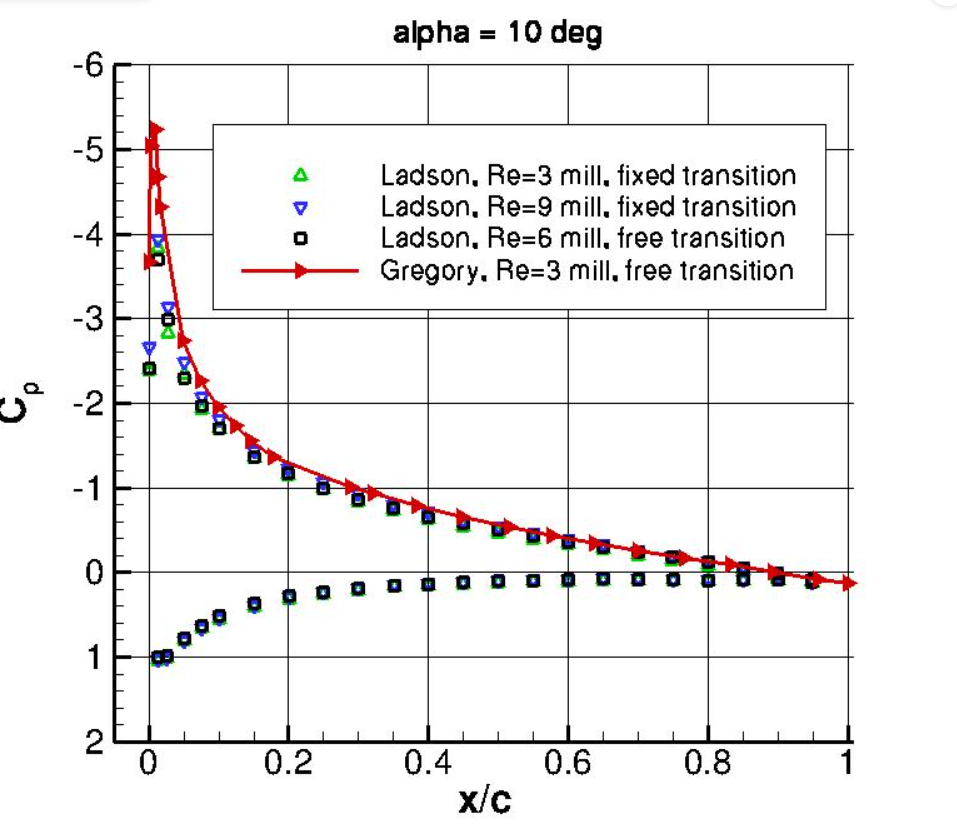 alpha = 10 deg
-6
-5
-4
-3
-2
-1
0
1
2
Cp
Ladson, Re=3 mill, fixed transition
Ladson, Re=9 mill, fixed transition
Ladson, Re=6 mill, free transition
Gregory, Re=3 mill, free transition
0 0.2 0.4 0.6 0.8 1
x/c